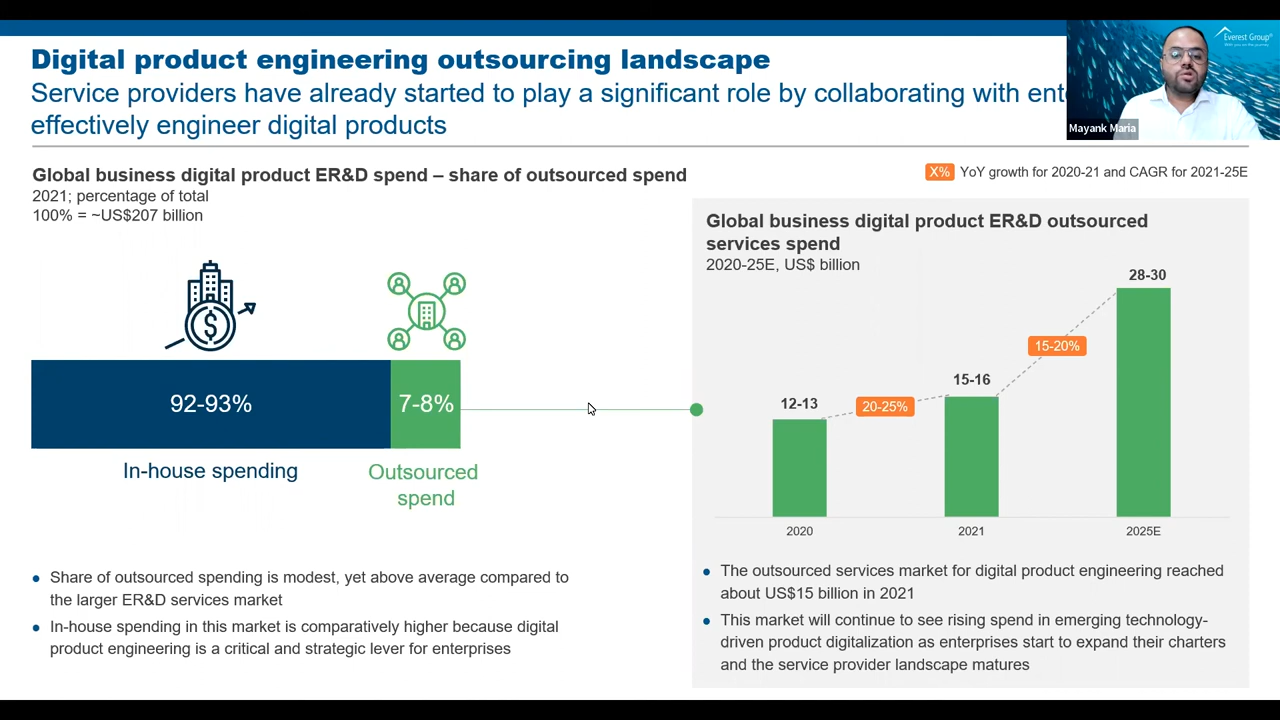 Digital product engineering outsourcing landscape
Service providers have already started to play a significant role by collaborating with
effectively engineer digital products
Everest Group®
With you on the journey
Mayank Maria
Global business digital product ER&D spend – share of outsourced spend
2021; percentage of total
100% = ~US$207 billion
92-93%
7-8%
In-house spending
Outsourced
spend
Share of outsourced spending is modest, yet above average compared to
the larger ER&D services market
In-house spending in this market is comparatively higher because digital
product engineering is a critical and strategic lever for enterprises
X% YoY growth for 2020-21 and CAGR for 2021-25E
Global business digital product ER&D outsourced
services spend
2020-25E, US$ billion
28-30
15-20%
15-16
12-13
20-25%
2020 2021 2025E
The outsourced services market for digital product engineering reached
about US$15 billion in 2021
This market will continue to see rising spend in emerging technology-
driven product digitalization as enterprises start to expand their charters
and the service provider landscape matures